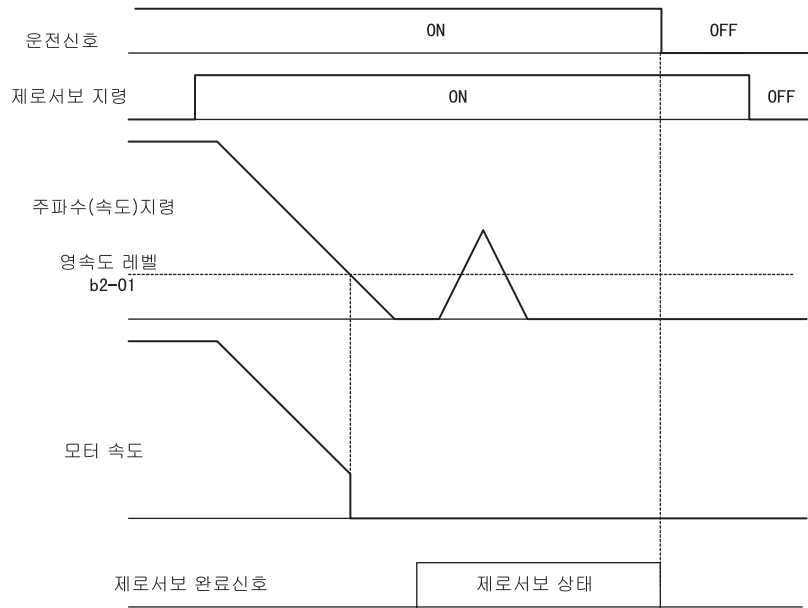 운전신호
ON
OFF
제로서보 지령
ON
OFF
주파수(속도)지령
영속도 레벨
b2-01
모터 속도
제로서보 완료신호
제로서보 상태